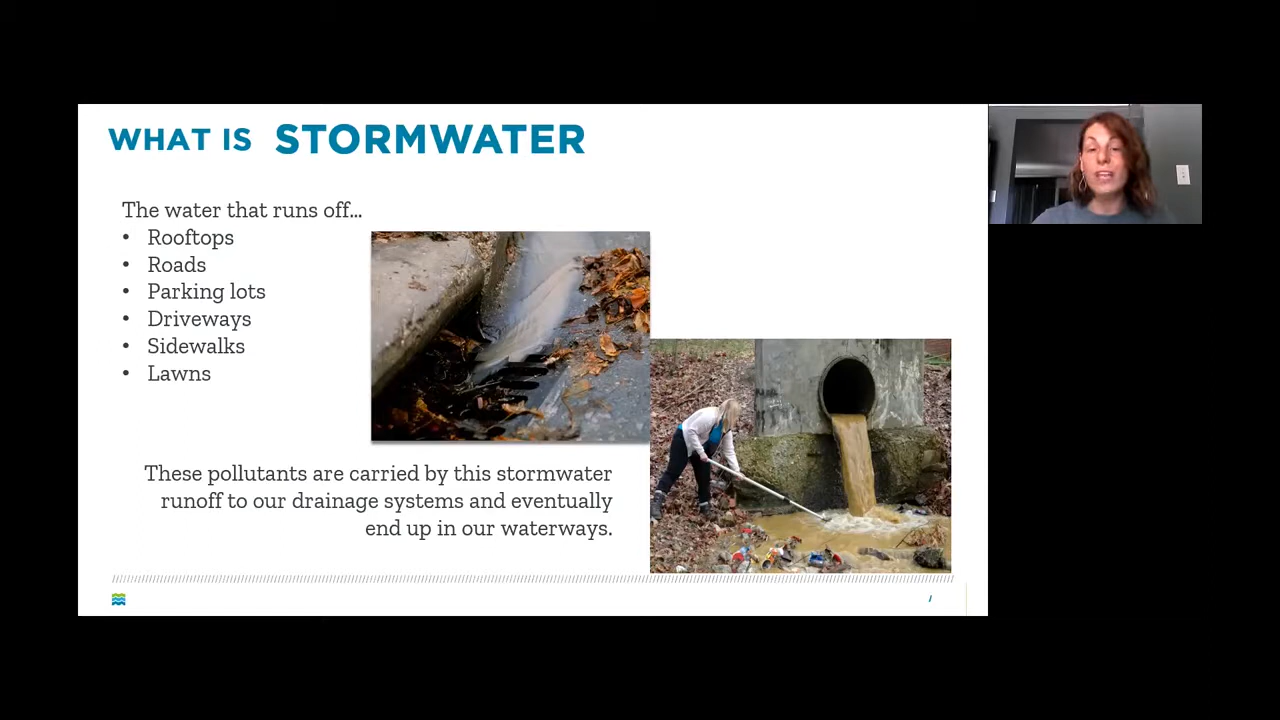 WHAT IS STORMWATER
The water that runs off...
• Rooftops
• Roads
• Parking lots
• Driveways
• Sidewalks
• Lawns
These pollutants are carried by this stormwater
runoff to our drainage systems and eventually
end up in our waterways.